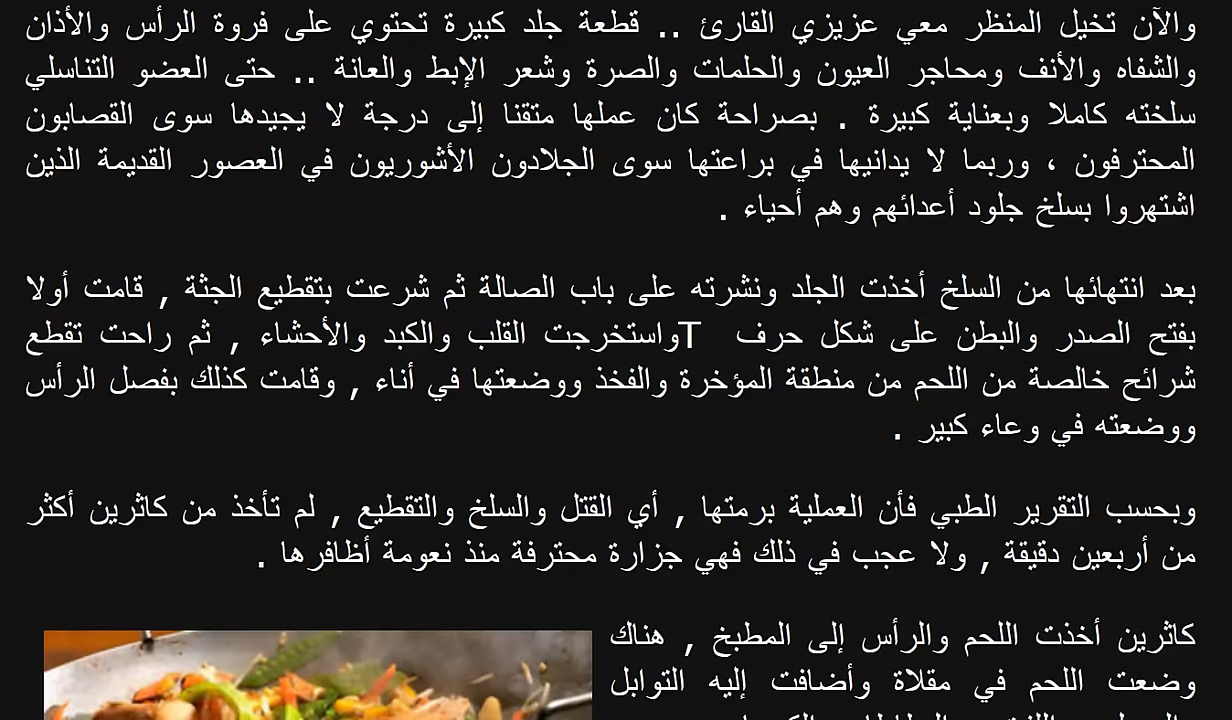 والآن تخيل المنظر معي عزيزي القارئ .. قطعة جلد كبيرة تحتوي على فروة الرأس والأذان
والشفاه والأنف ومحاجر العيون والحلمات والصرة وشعر الإبط والعانة .. حتى العضو التناسلي
سلخته كاملا وبعناية كبيرة . بصراحة كان عملها متقنا إلى درجة لا يجيدها سوى القصابون
المحترفون ، وربما لا يدانيها في براعتها سوى الجلادون الأشوريون في العصور القديمة الذين
اشتهروا بسلخ جلود أعدائهم وهم أحياء .
بعد انتهائها من السلخ أخذت الجلد ونشرته على باب الصالة ثم شرعت بتقطيع الجثة , قامت أولا
بفتح الصدر والبطن على شكل حرف Tواستخرجت القلب والكبد والأحشاء , ثم راحت تقطع
شرائح خالصة من اللحم من منطقة المؤخرة والفخذ ووضعتها في أناء , وقامت كذلك بفصل الرأس
ووضعته في وعاء كبير .
وبحسب التقرير الطبي فأن العملية برمتها , أي القتل والسلخ والتقطيع , لم تأخذ من كاثرين أكثر
من أربعين دقيقة , ولا عجب في ذلك فهي جزارة محترفة منذ نعومة أظافرها .
كاثرين أخذت اللحم والرأس إلى المطبخ , هناك
وضعت اللحم في مقلاة وأضافت إليه التوابل